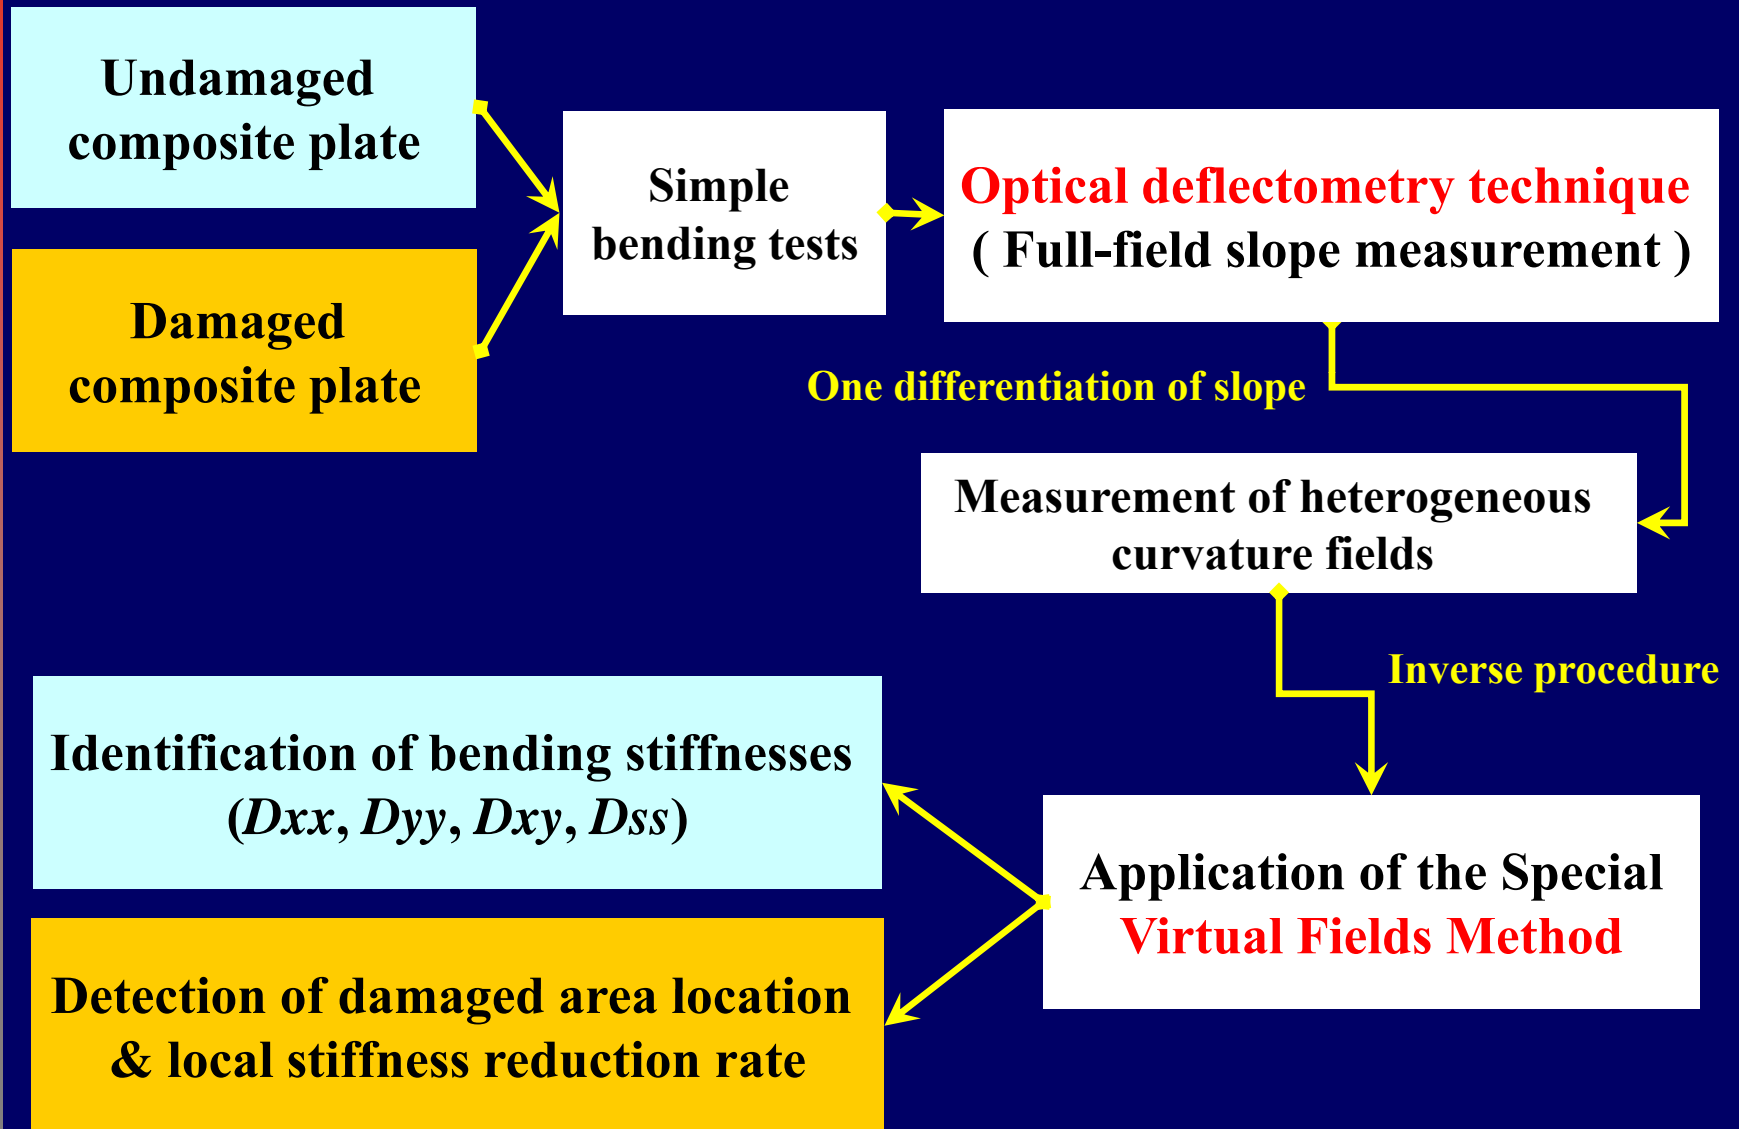 Undamaged
composite plate
Damaged
composite plate
Simple
bending tests
Optical deflectometry technique
( Full-field slope measurement )
One differentiation of slope
Measurement of heterogeneous
curvature fields
Inverse procedure
Application of the Special
Virtual Fields Method
Identification of bending stiffnesses
(Dxx, Dyy, Dxy, Dss)
Detection of damaged area location
& local stiffness reduction rate